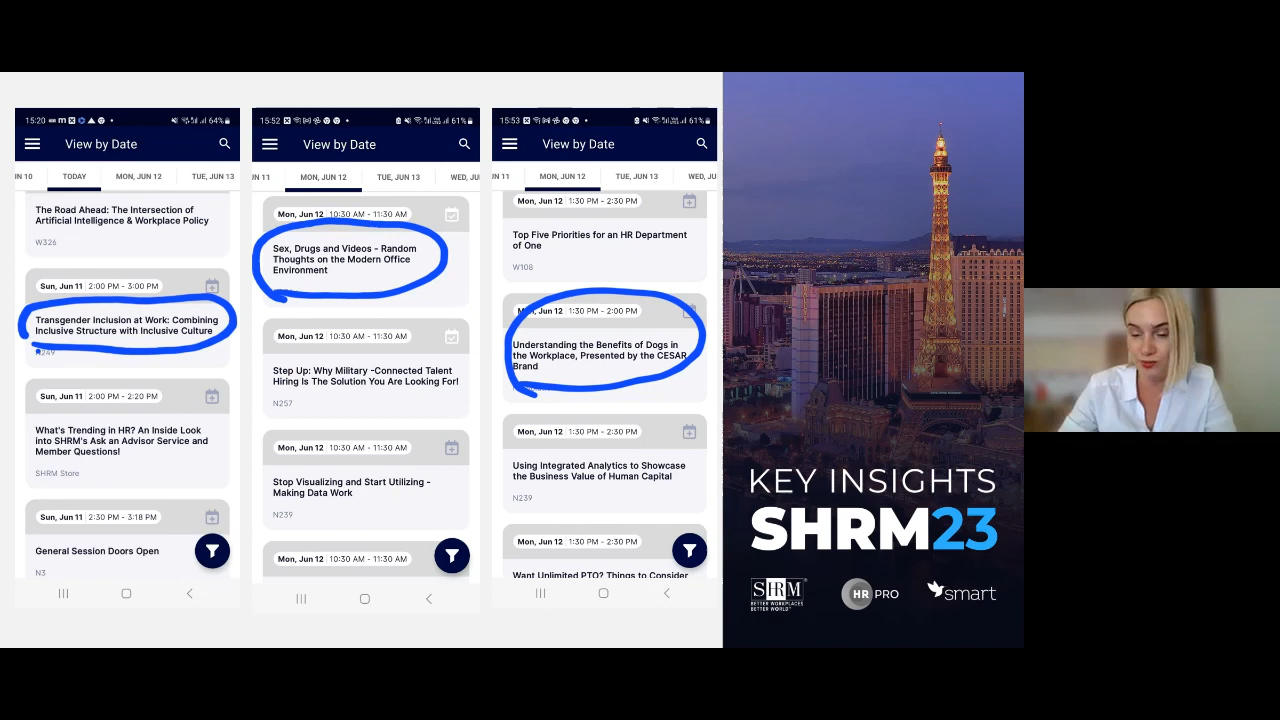 15:20
64%
View by Date
TODAY
MON, JUN 12
TUE, JUN 13
The Road Ahead: The Intersection of
Artificial Intelligence & Workplace Policy
W326
Sun, Jun 11 | 2:00 PM - 3:00 PM
Transgender Inclusion at Work: Combining
Inclusive Structure with Inclusive Culture
Sun, Jun 11 | 2:00 PM - 2:20 PM
What's Trending in HR? An Inside Look
into SHRM's Ask an Advisor Service and
Member Questions!
SHRM Store
Sun, Jun 11 | 2:30 PM - 3:18 PM
General Session Doors Open
N3
15:52
61%
View by Date
N 11
MON, JUN 12
TUE, JUN 13
WED, JU
Mon, Jun 12 | 10:30 AM - 11:30 AM
Sex, Drugs and Videos - Random
Thoughts on the Modern Office
Environment
Mon, Jun 12 | 10:30 AM - 11:30 AM
Step Up: Why Military -Connected Talent
Hiring Is The Solution You Are Looking For!
N257
Mon, Jun 12 | 10:30 AM - 11:30 AM
Stop Visualizing and Start Utilizing -
Making Data Work
N239
Mon, Jun 12 | 10:30 AM - 11:30 AM
15:53
61%
View by Date
N 11
MON, JUN 12
TUE, JUN 13
WED, JU
Mon, Jun 12 | 1:30 PM - 2:30 PM
Top Five Priorities for an HR Department
of One
W108
Mon, Jun 12 | 1:30 PM - 2:00 PM
Understanding the Benefits of Dogs in
the Workplace, Presented by the CESAR
Brand
Mon, Jun 12 | 1:30 PM - 2:30 PM
Using Integrated Analytics to Showcase
the Business Value of Human Capital
N239
Mon, Jun 12 | 1:30 PM - 2:30 PM
Want Unlimited PTO? Things to Consider
KEY INSIGHTS
SHRM23
SHRM
BETTER WORKPLACES
BETTER WORLD™
HR PRO
smart